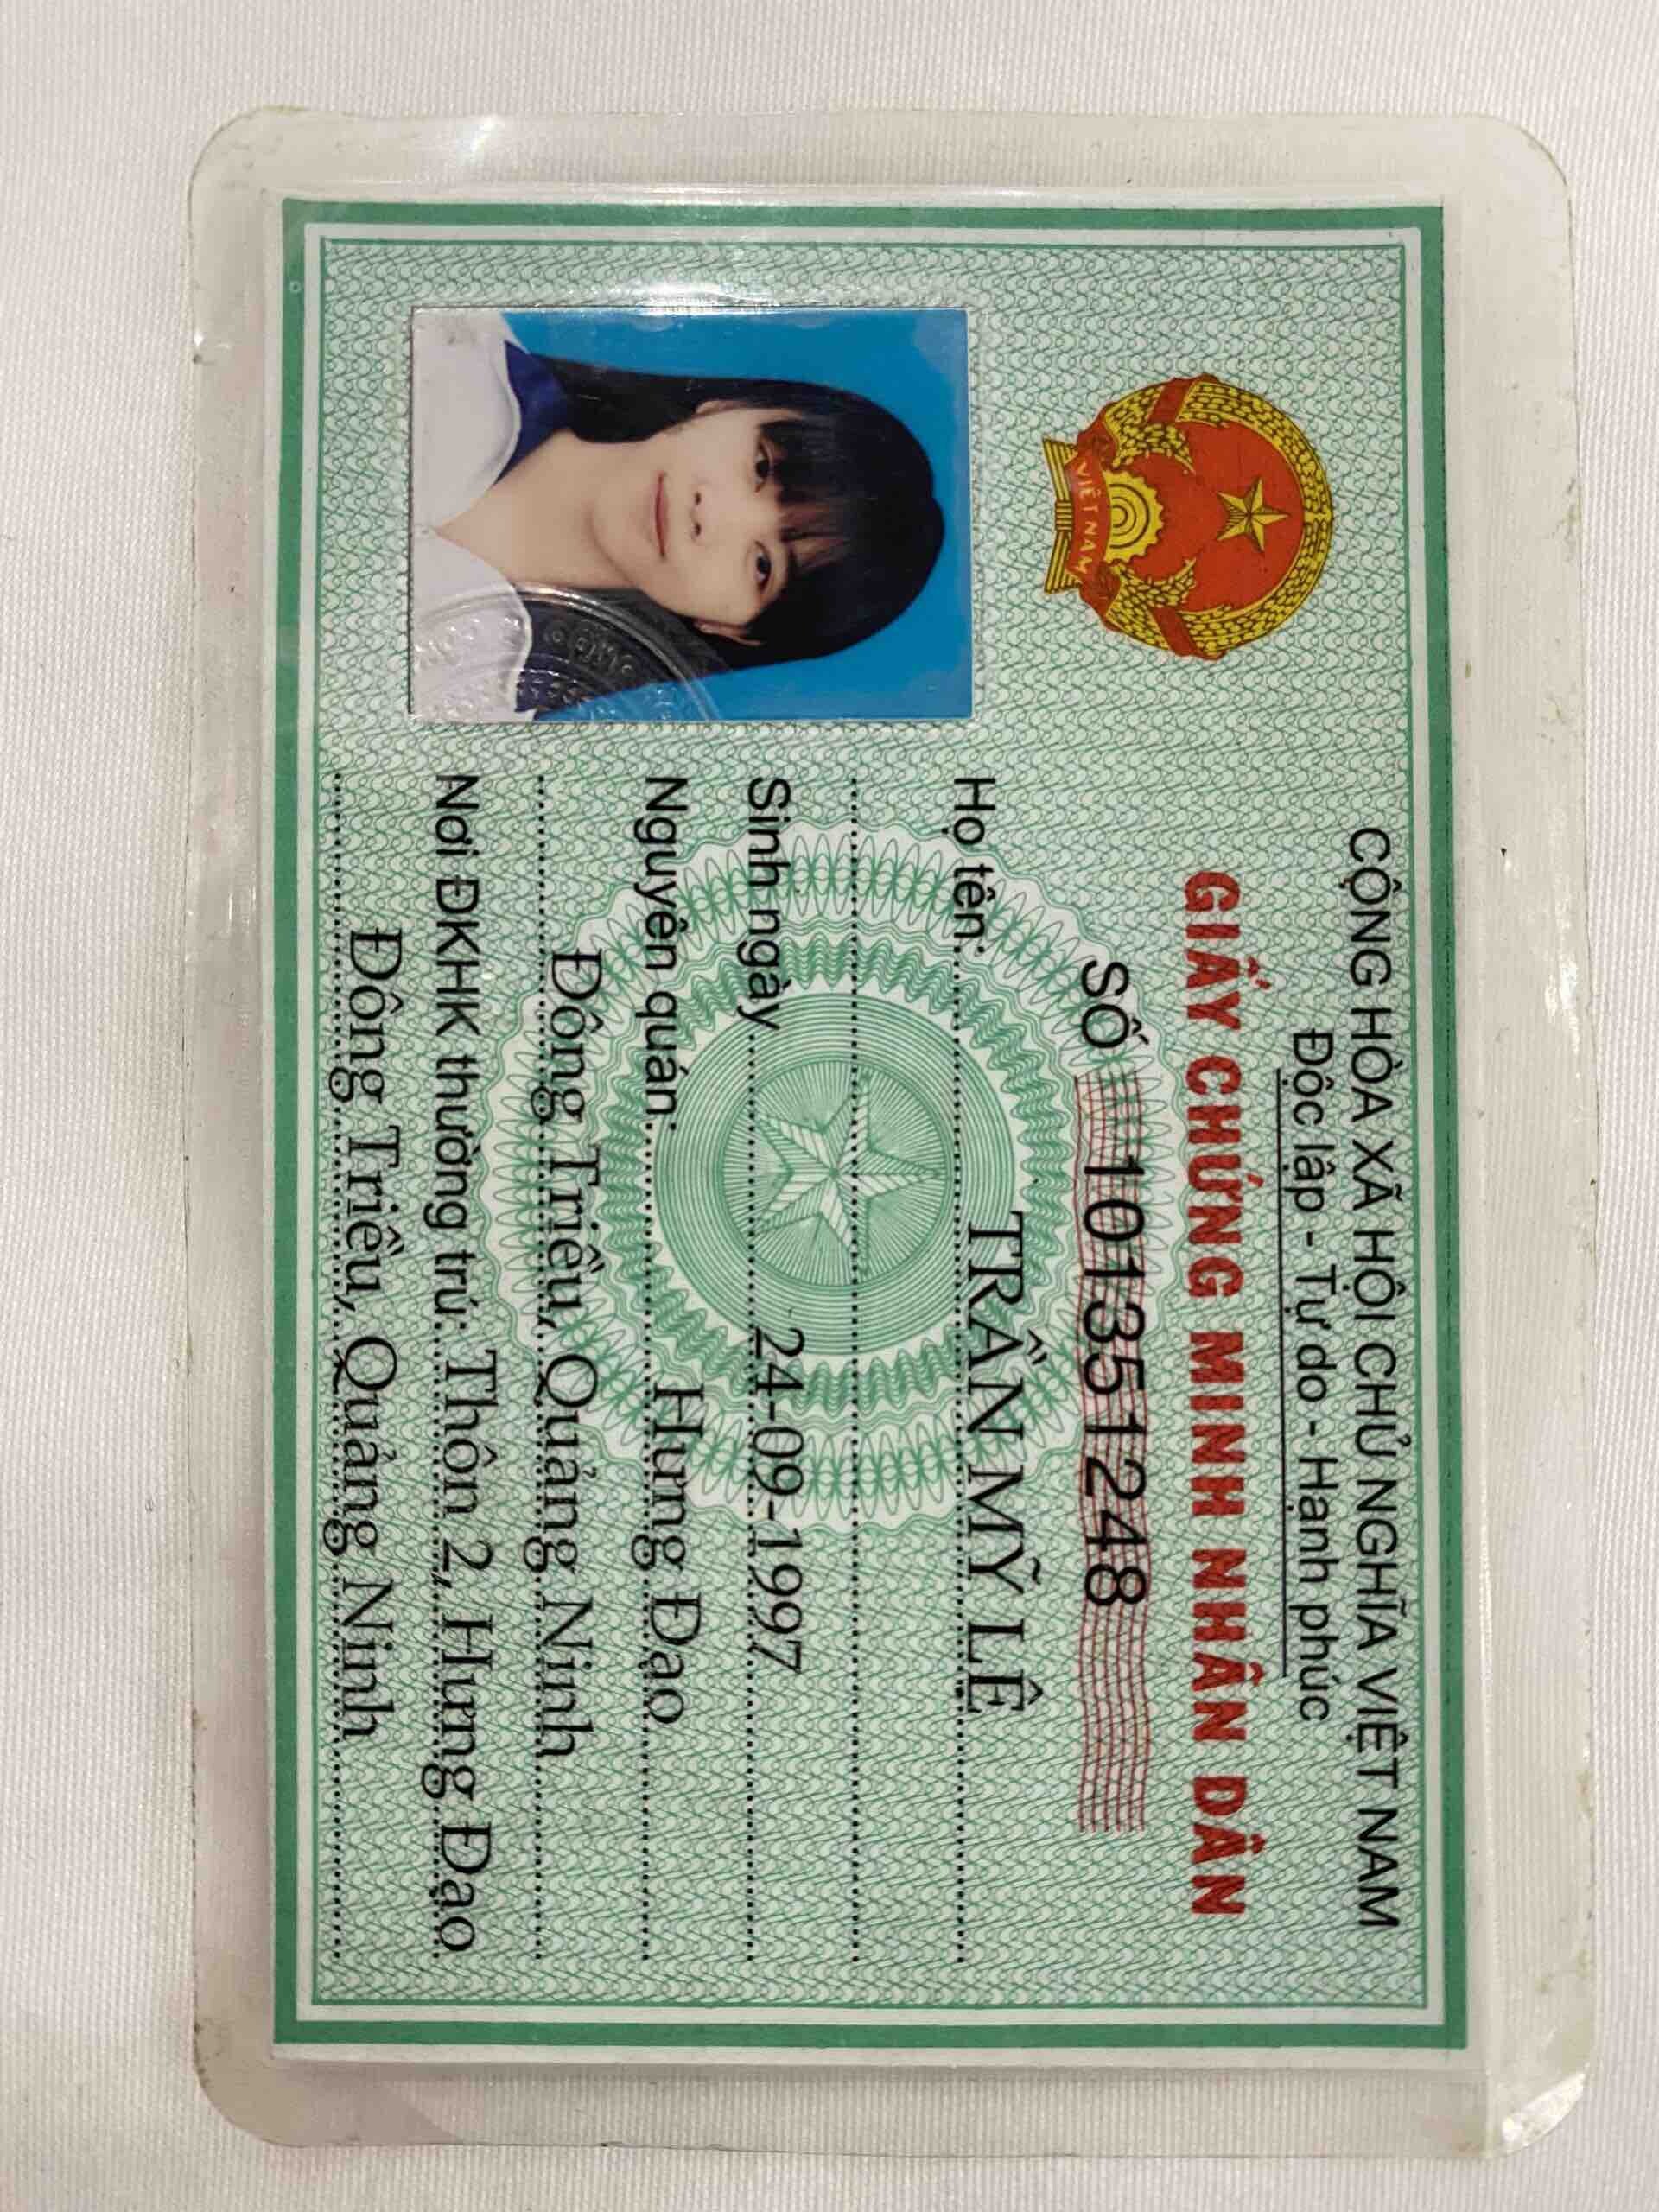 CỘNG HÒA XÃ HỘI CHỦ NGHĨA VIỆT NAM
Độc lập - Tự do - Hạnh phúc
GIẤY CHỨNG MINH NHÂN DÂN
SỐ 101351248
Họ tên: TRẦN MỸ LÊ
Sinh ngày 24-09-1997
Nguyên quán: Hưng Đạo
Đông Triều, Quảng Ninh
Nơi ĐKHK thường trú: Thôn 2, Hưng Đạo
Đông Triều, Quảng Ninh
VIỆT NAM